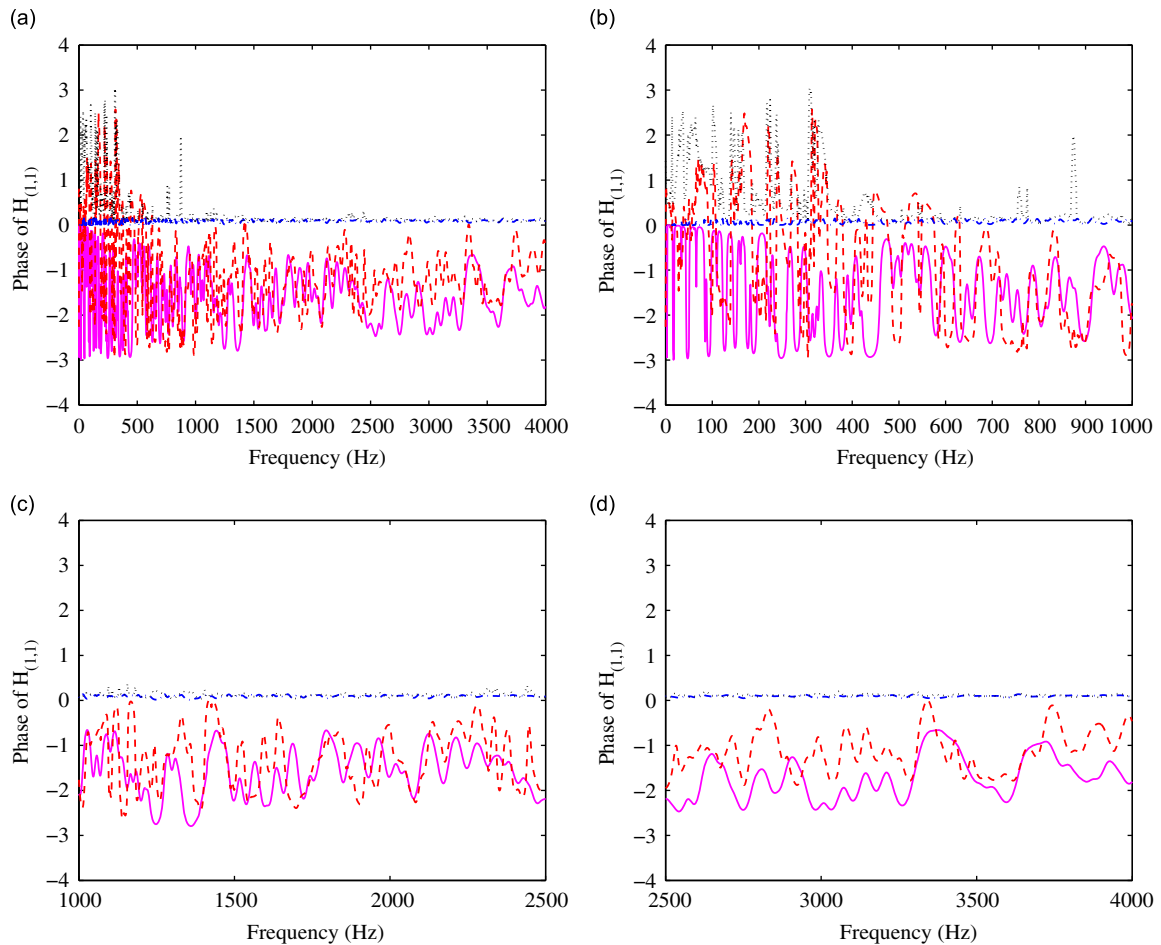 (a)
4
3
2
1
0
−1
−2
−3
−4
Phase of H(1,1)
0 500 1000 1500 2000 2500 3000 3500 4000
Frequency (Hz)
(b)
4
3
2
1
0
−1
−2
−3
−4
Phase of H(1,1)
0 100 200 300 400 500 600 700 800 900 1000
Frequency (Hz)
(c)
4
3
2
1
0
−1
−2
−3
−4
Phase of H(1,1)
1000 1500 2000 2500
Frequency (Hz)
(d)
4
3
2
1
0
−1
−2
−3
−4
Phase of H(1,1)
2500 3000 3500 4000
Frequency (Hz)